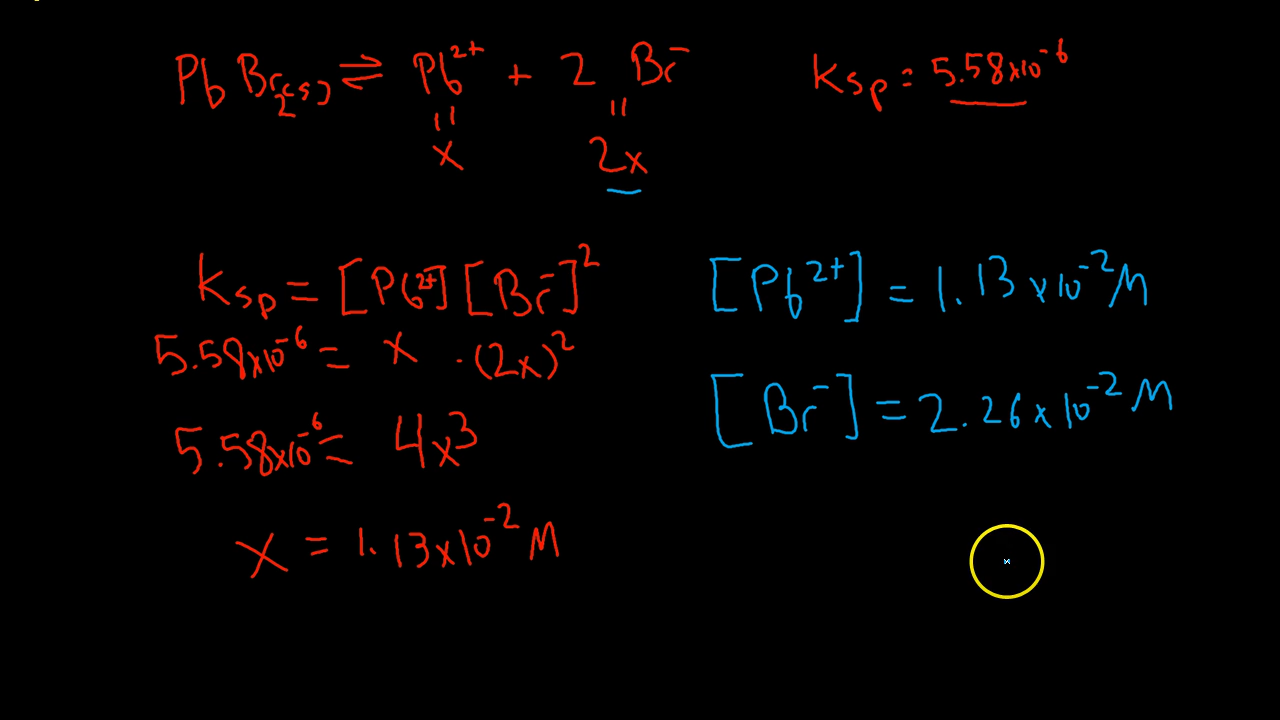 PbBr₂(s) ⇌ Pb²⁺ + 2 Br⁻
Ksp = 5.58x10⁻⁶
= x
= 2x
Ksp = [Pb²⁺] [Br⁻]²
5.58x10⁻⁶ = x · (2x)²
5.58x10⁻⁶ = 4x³
x = 1.13x10⁻² M
[Pb²⁺] = 1.13x10⁻² M
[Br⁻] = 2.26x10⁻² M